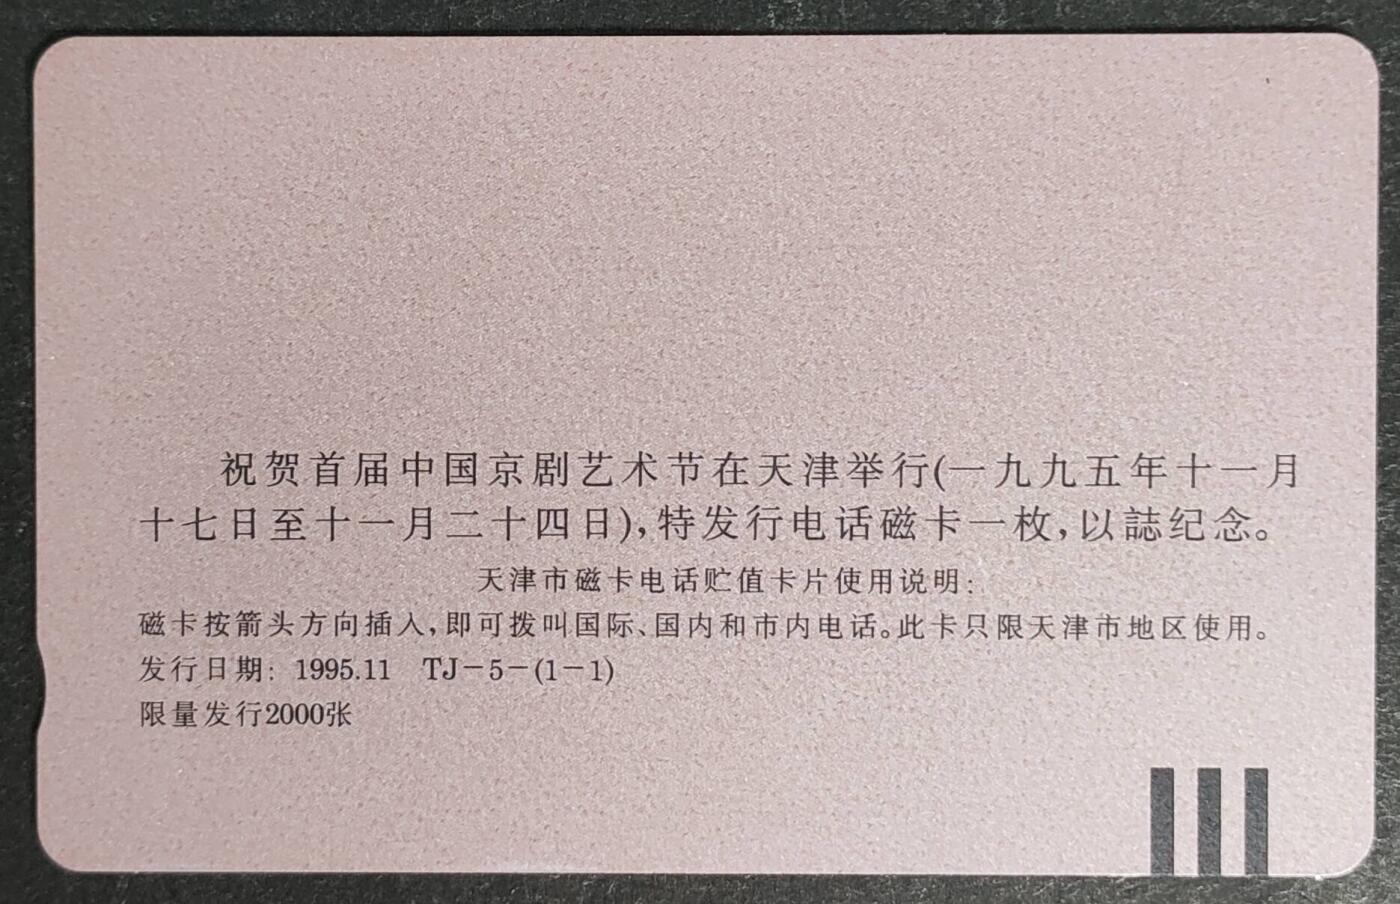 祝贺首届中国京剧艺术节在天津举行(一九九五年十一月
十七日至十一月二十四日),特发行电话磁卡一枚,以誌纪念。
天津市磁卡电话贮值卡片使用说明:
磁卡按箭头方向插入,即可拨叫国际、国内和市内电话。此卡只限天津市地区使用。
发行日期: 1995.11 TJ-5-(1-1)
限量发行2000张